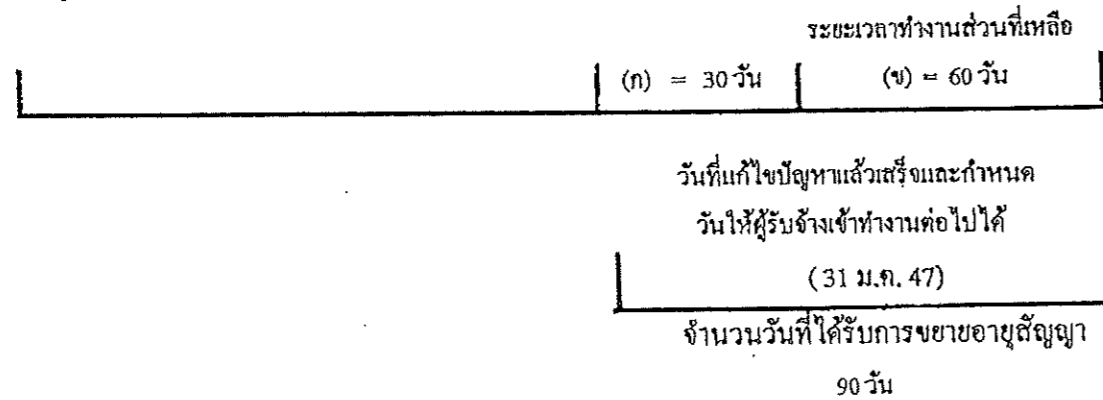 ระยะเวลาทำงานส่วนที่เหลือ
(ก) = 30 วัน (ข) = 60 วัน
วันที่แก้ไขปัญหาแล้วเสร็จและกำหนด
วันให้ผู้รับจ้างเข้าทำงานต่อไปได้
(31 ม.ค. 47)
จำนวนวันที่ได้รับการขยายอายุสัญญา
90 วัน